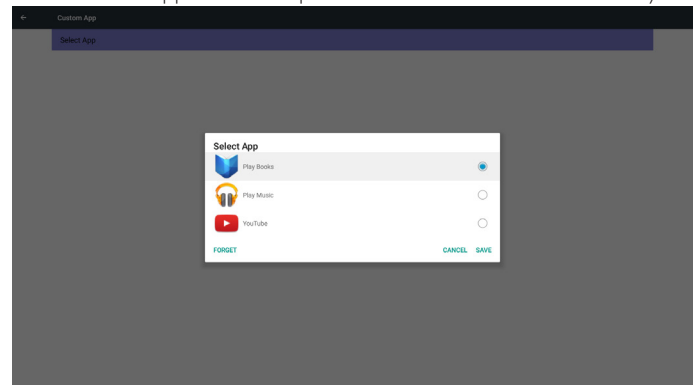 Custom App
Select App
Select App
Play Books
Play Music
YouTube
FORGET CANCEL SAVE